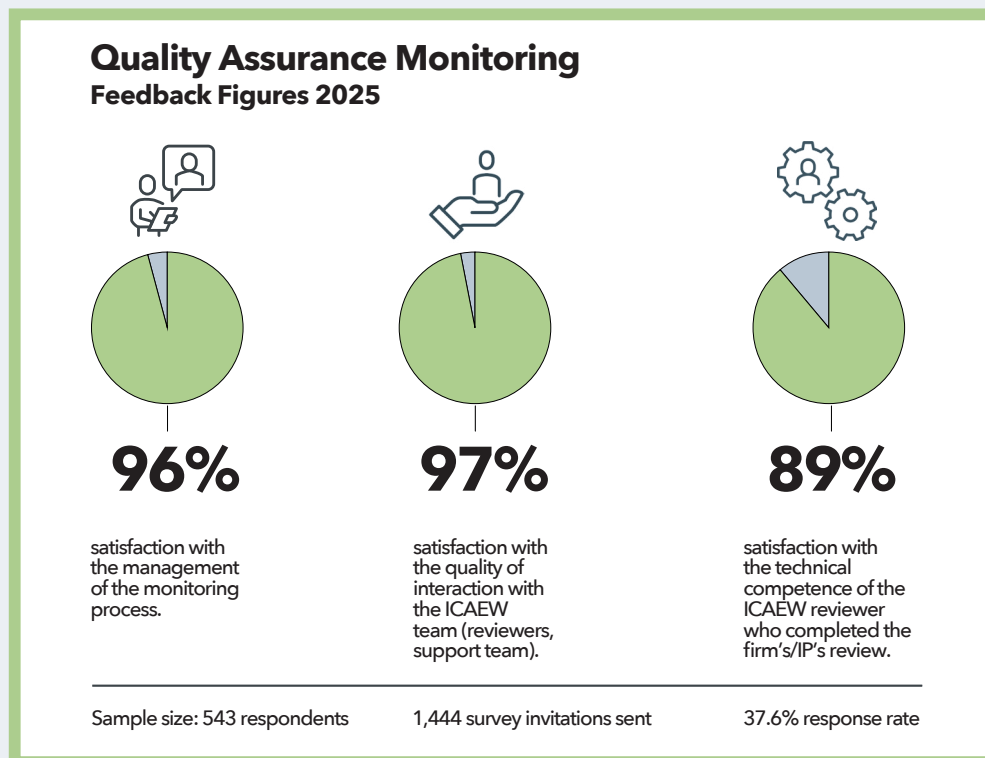 Quality Assurance Monitoring
Feedback Figures 2025
96%
satisfaction with
the management
of the monitoring
process.
97%
satisfaction with
the quality of
interaction with
the ICAEW
team (reviewers,
support team).
89%
satisfaction with
the technical
competence of the
ICAEW reviewer
who completed the
firm's/IP's review.
Sample size: 543 respondents
1,444 survey invitations sent
37.6% response rate